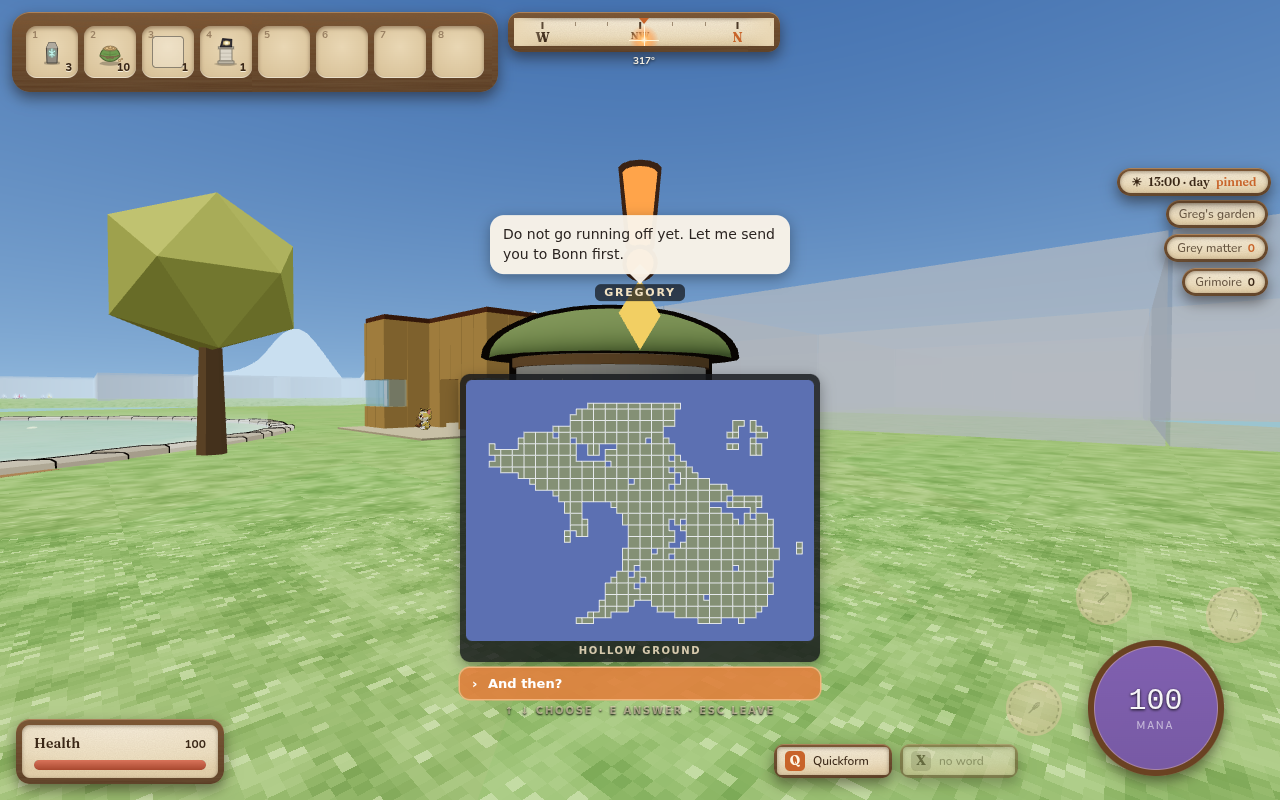 1
3
2
10
3
1
4
1
5
6
7
8
W
NW
N
317°
13:00 · day pinned
Greg's garden
Grey matter 0
Grimoire 0
Do not go running off yet. Let me send
you to Bonn first.
GREGORY
HOLLOW GROUND
› And then?
↑ ↓ CHOOSE · E ANSWER · ESC LEAVE
Health 100
100
MANA
Q Quickform
X no word